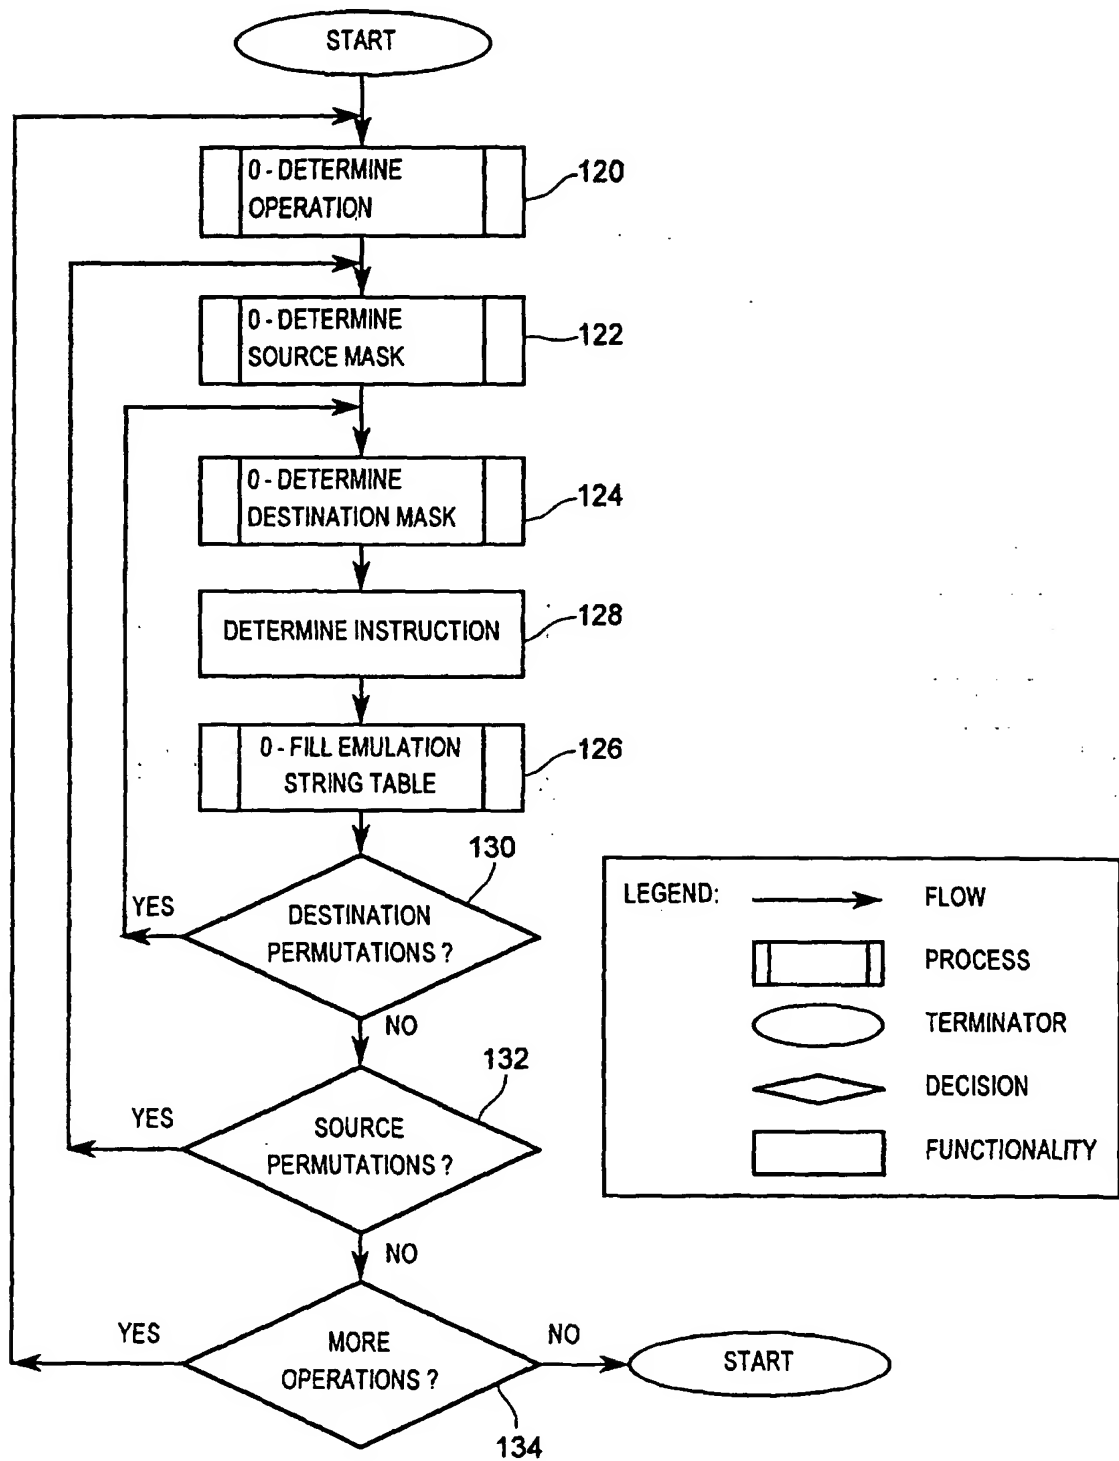 START
0 - DETERMINE
OPERATION
120
0 - DETERMINE
SOURCE MASK
122
0 - DETERMINE
DESTINATION MASK
124
DETERMINE INSTRUCTION
128
0 - FILL EMULATION
STRING TABLE
126
130
YES
DESTINATION
PERMUTATIONS ?
NO
132
YES
SOURCE
PERMUTATIONS ?
NO
YES
MORE
OPERATIONS ?
NO
START
134
LEGEND:
FLOW
PROCESS
TERMINATOR
DECISION
FUNCTIONALITY